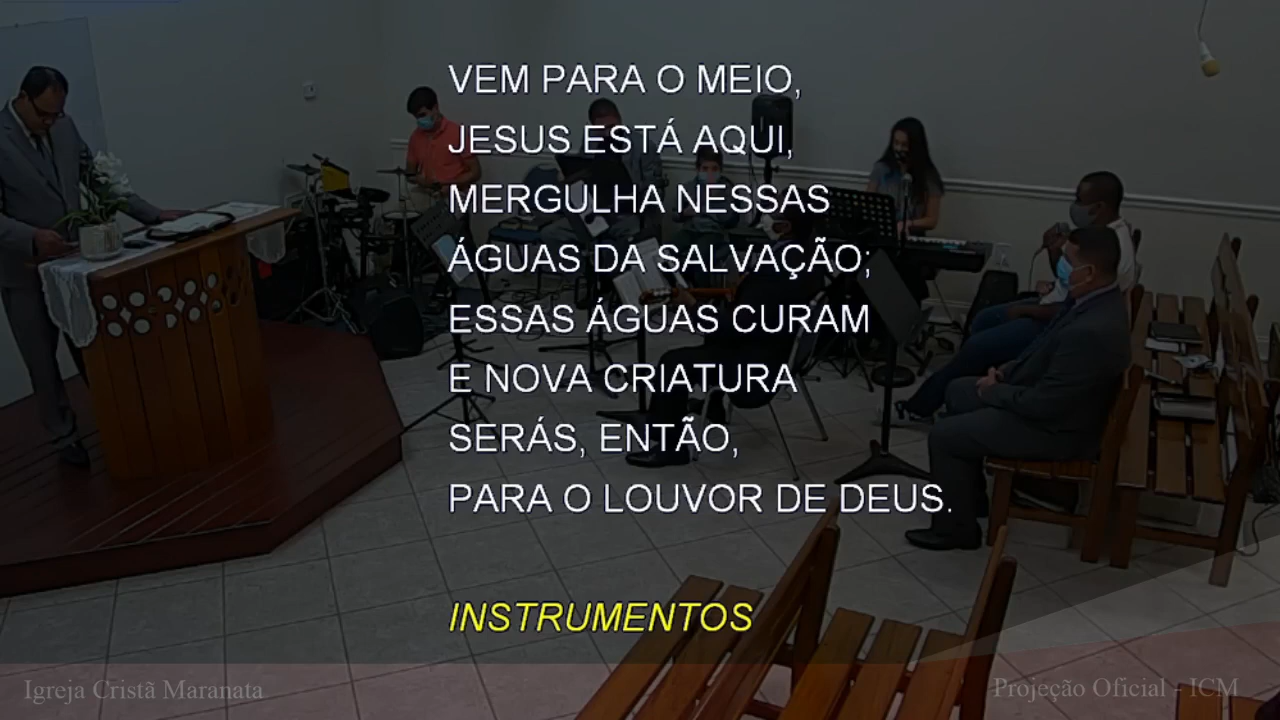 VEM PARA O MEIO,
JESUS ESTÁ AQUI,
MERGULHA NESSAS
ÁGUAS DA SALVAÇÃO;
ESSAS ÁGUAS CURAM
E NOVA CRIATURA
SERÁS, ENTÃO,
PARA O LOUVOR DE DEUS.
INSTRUMENTOS
Igreja Cristã Maranata
Projeção Oficial - ICM